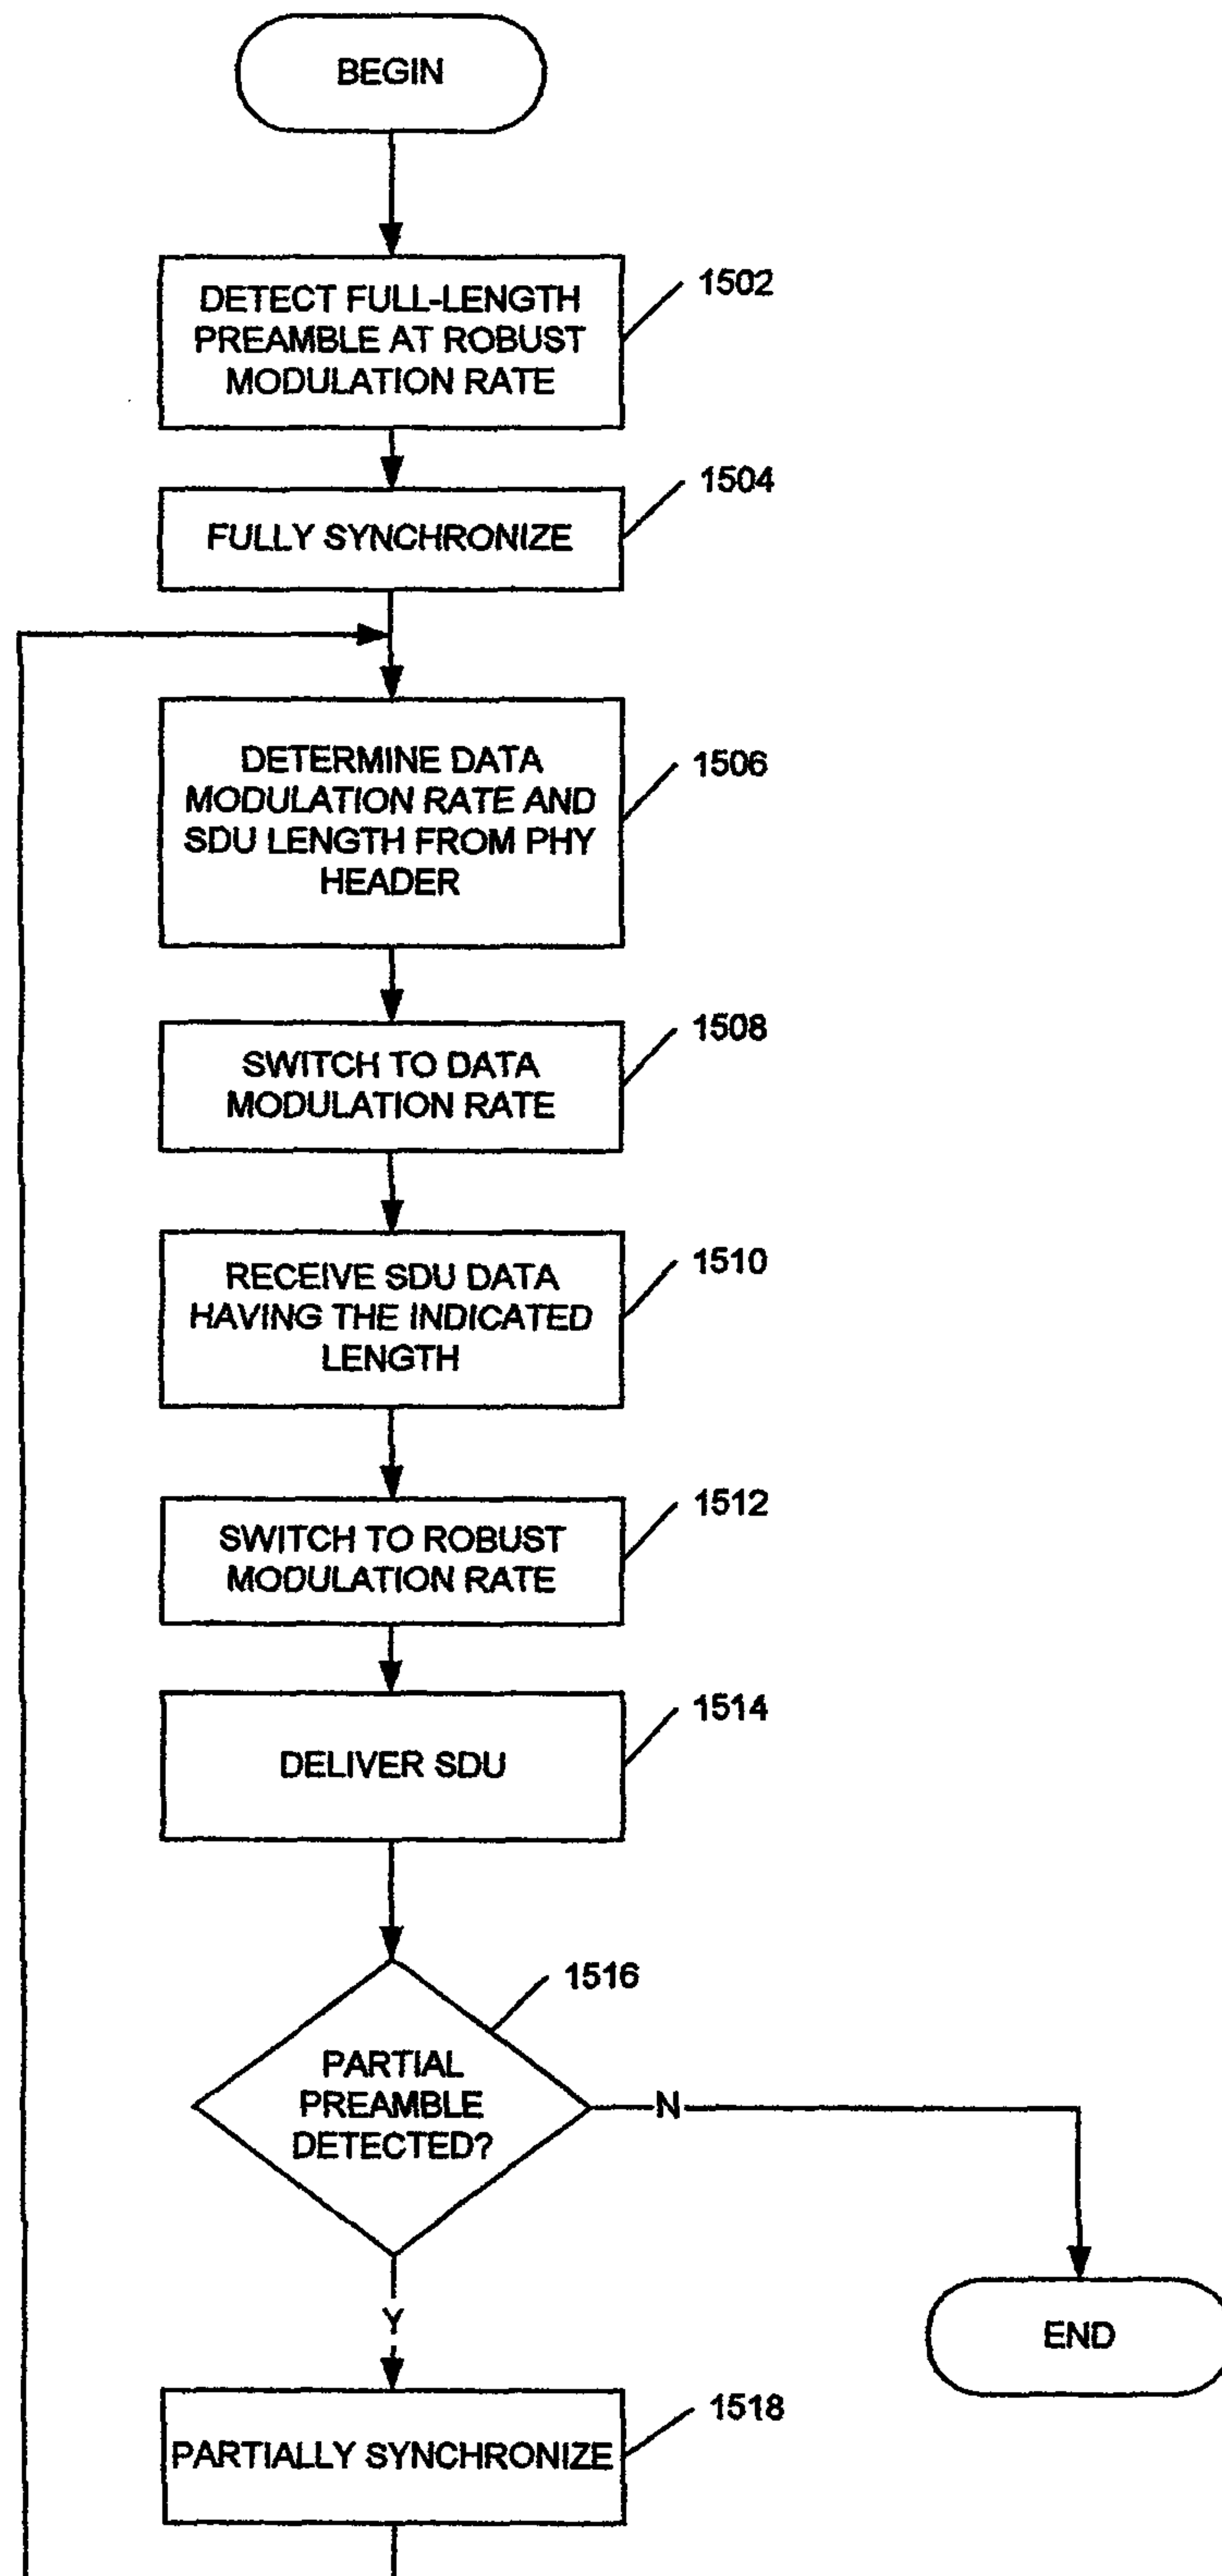 BEGIN
DETECT FULL-LENGTH
PREAMBLE AT ROBUST
MODULATION RATE
1502
FULLY SYNCHRONIZE
1504
DETERMINE DATA
MODULATION RATE AND
SDU LENGTH FROM PHY
HEADER
1506
SWITCH TO DATA
MODULATION RATE
1508
RECEIVE SDU DATA
HAVING THE INDICATED
LENGTH
1510
SWITCH TO ROBUST
MODULATION RATE
1512
DELIVER SDU
1514
PARTIAL
PREAMBLE
DETECTED?
1516
N
Y
END
PARTIALLY SYNCHRONIZE
1518